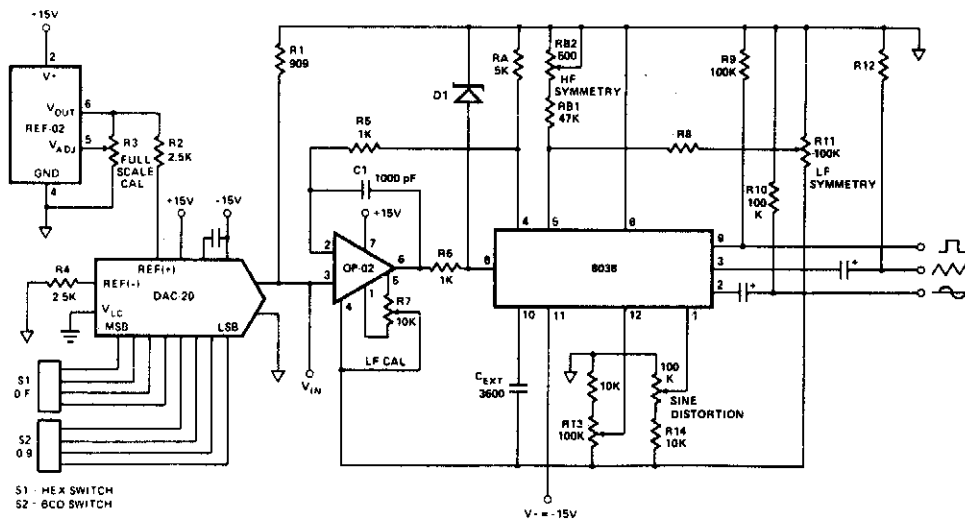 -15V
2
V+
VOUT
6
REF-02
VADJ
5
GND
4
R3
FULL
SCALE
CAL
R2
2.5K
+15V
-15V
R1
909
R4
2.5K
REF(+)
REF(-)
DAC-20
VLC
MSB
LSB
S1
0 F
S2
0 9
S1 - HEX SWITCH
S2 - BCD SWITCH
VIN
R5
1K
C1
1000 pF
+15V
2
7
3
OP-02
6
4
1
5
R7
10K
LF CAL
R6
1K
D1
RA
5K
RB2
500
HF
SYMMETRY
RB1
47K
R8
R9
100K
R10
100
K
R11
100K
LF
SYMMETRY
R12
4
5
6
8
8038
9
3
2
10
11
12
1
CEXT
3600
10K
R13
100K
100
K
SINE
DISTORTION
R14
10K
V- = -15V
+
+